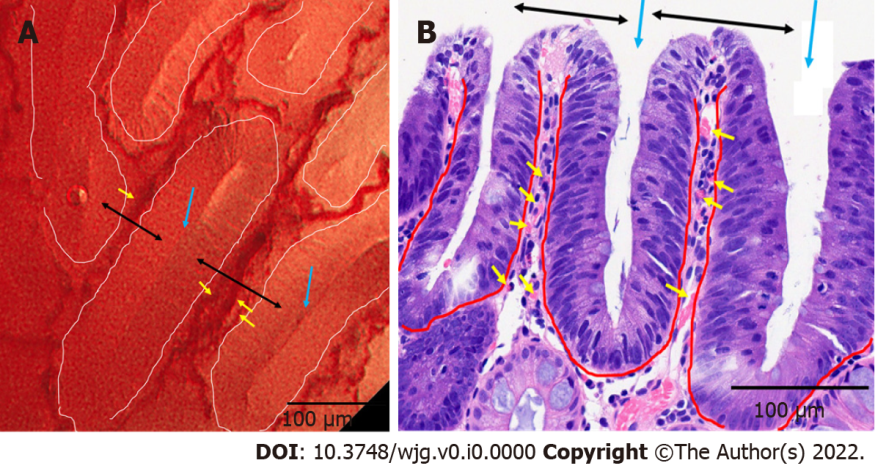 A
B
100 μm
100 μm
DOI: 10.3748/wjg.v0.i0.0000 Copyright ©The Author(s) 2022.